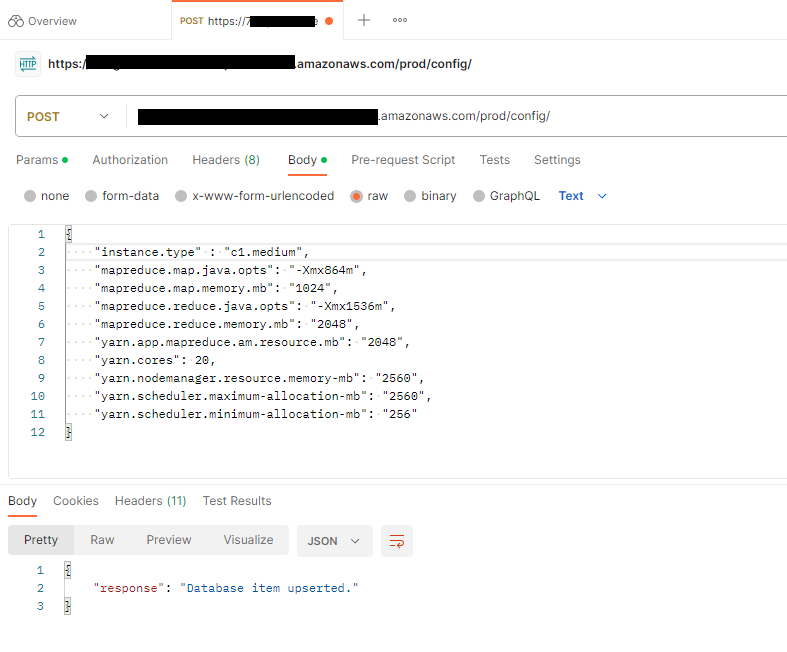 Overview
POST https://7 e
HTTP https:/ .amazonaws.com/prod/config/
POST .amazonaws.com/prod/config/
Params Authorization Headers (8) Body Pre-request Script Tests Settings
none form-data x-www-form-urlencoded raw binary GraphQL Text
1 {
2 "instance.type" : "c1.medium",
3 "mapreduce.map.java.opts": "-Xmx864m",
4 "mapreduce.map.memory.mb": "1024",
5 "mapreduce.reduce.java.opts": "-Xmx1536m",
6 "mapreduce.reduce.memory.mb": "2048",
7 "yarn.app.mapreduce.am.resource.mb": "2048",
8 "yarn.cores": 20,
9 "yarn.nodemanager.resource.memory-mb": "2560",
10 "yarn.scheduler.maximum-allocation-mb": "2560",
11 "yarn.scheduler.minimum-allocation-mb": "256"
12 }
Body Cookies Headers (11) Test Results
Pretty Raw Preview Visualize JSON
1 {
2 "response": "Database item upserted."
3 }